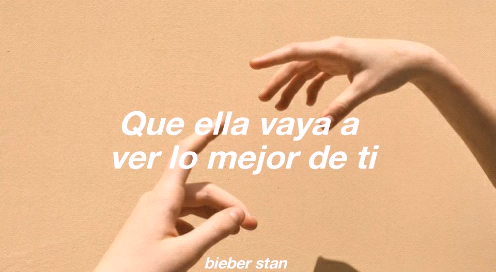 Que ella vaya a
ver lo mejor de ti
bieber stan